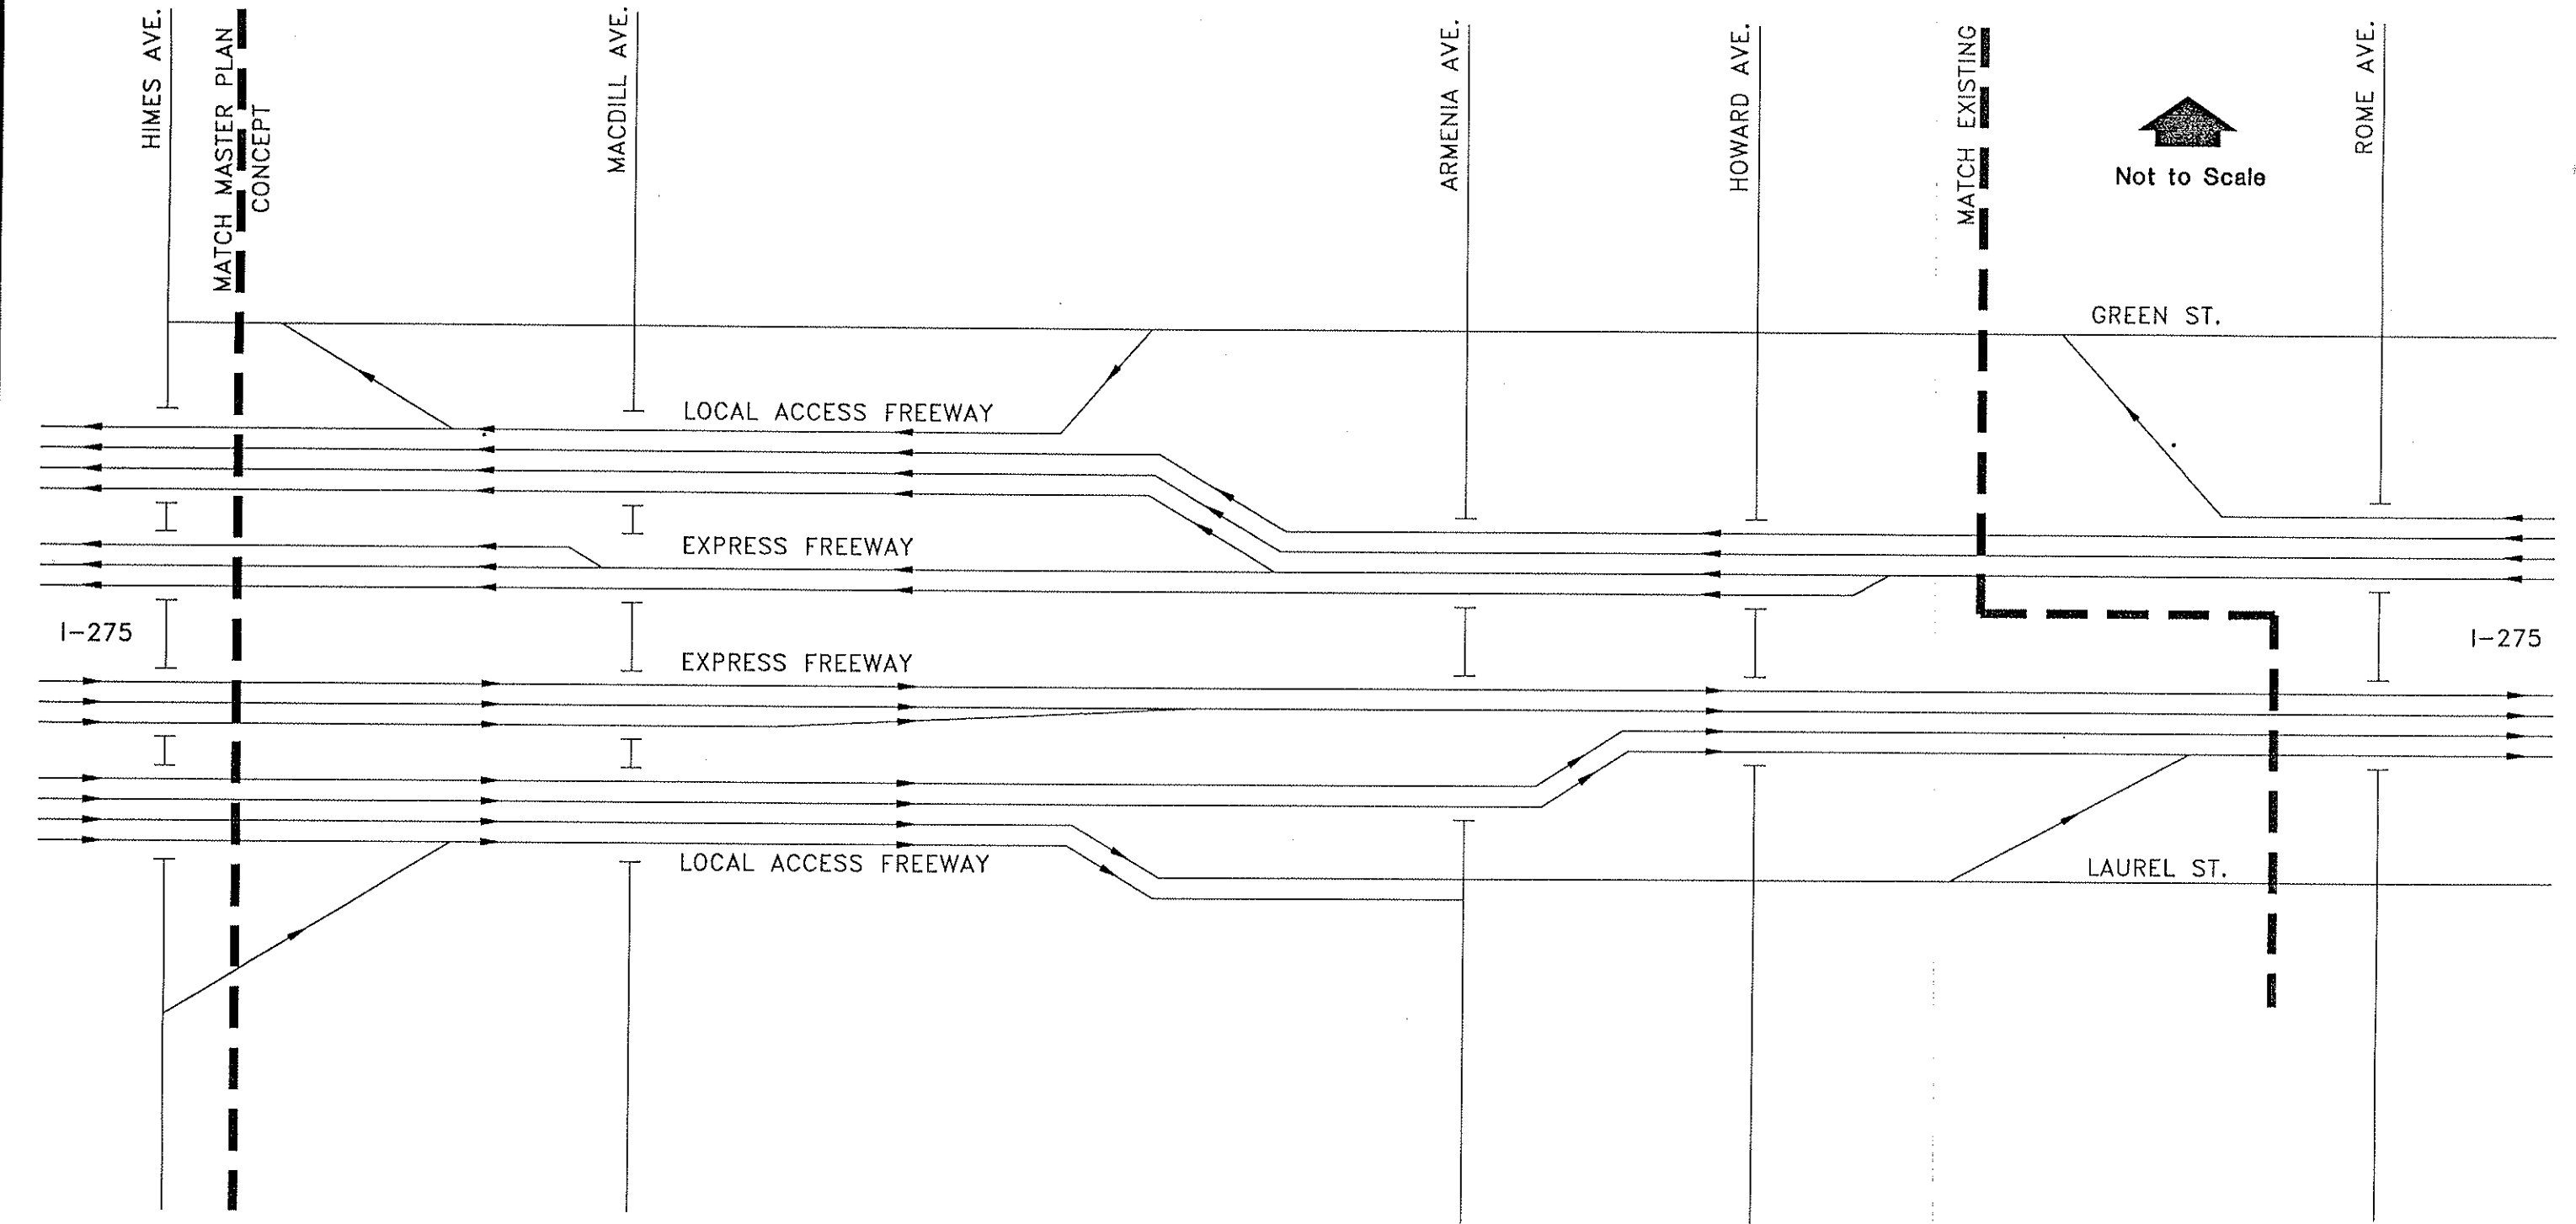 HIMES AVE.
MATCH MASTER PLAN
CONCEPT
MACDILL AVE.
ARMENIA AVE.
HOWARD AVE.
MATCH EXISTING
Not to Scale
ROME AVE.
GREEN ST.
LOCAL ACCESS FREEWAY
EXPRESS FREEWAY
I-275
I-275
EXPRESS FREEWAY
LOCAL ACCESS FREEWAY
LAUREL ST.